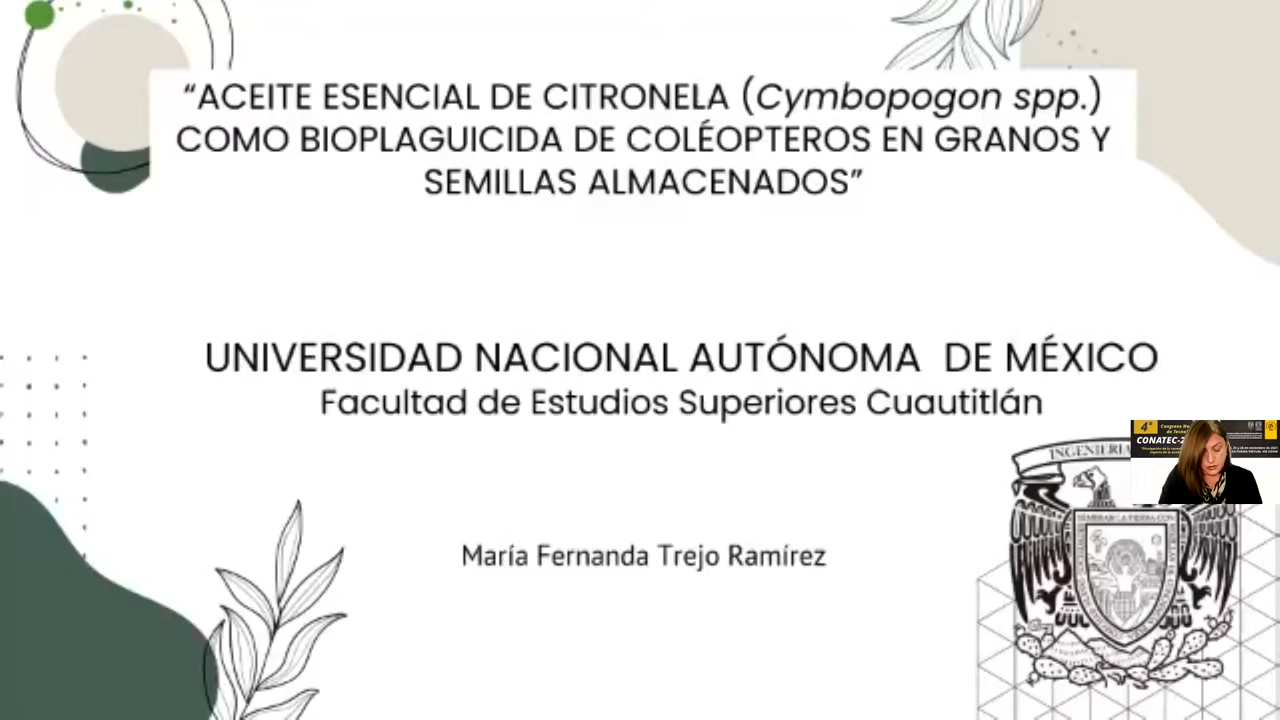 “ACEITE ESENCIAL DE CITRONELA (Cymbopogon spp.)
COMO BIOPLAGUICIDA DE COLÉOPTEROS EN GRANOS Y
SEMILLAS ALMACENADOS”
UNIVERSIDAD NACIONAL AUTÓNOMA DE MÉXICO
Facultad de Estudios Superiores Cuautitlán
4°
CONATEC-2
María Fernanda Trejo Ramírez